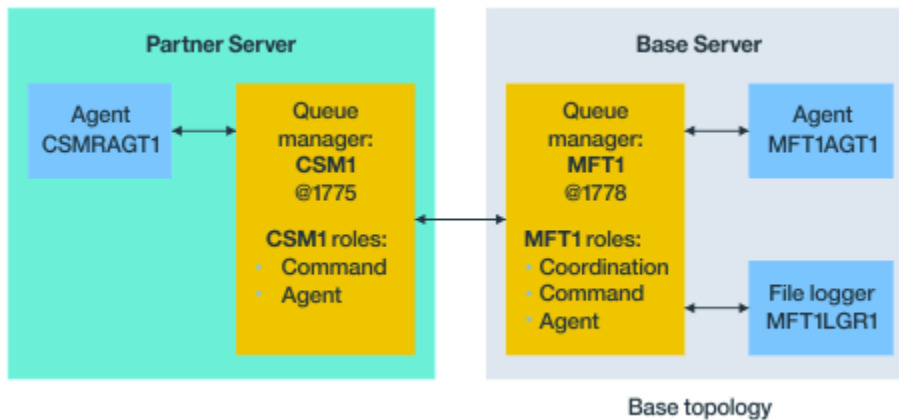 Partner Server
Agent
CSMRAGT1
Queue
manager:
CSM1
@1775
CSM1 roles:
• Command
• Agent
Base Server
Queue
manager:
MFT1
@1778
MFT1 roles:
• Coordination
• Command
• Agent
Agent
MFT1AGT1
File logger
MFT1LGR1
Base topology